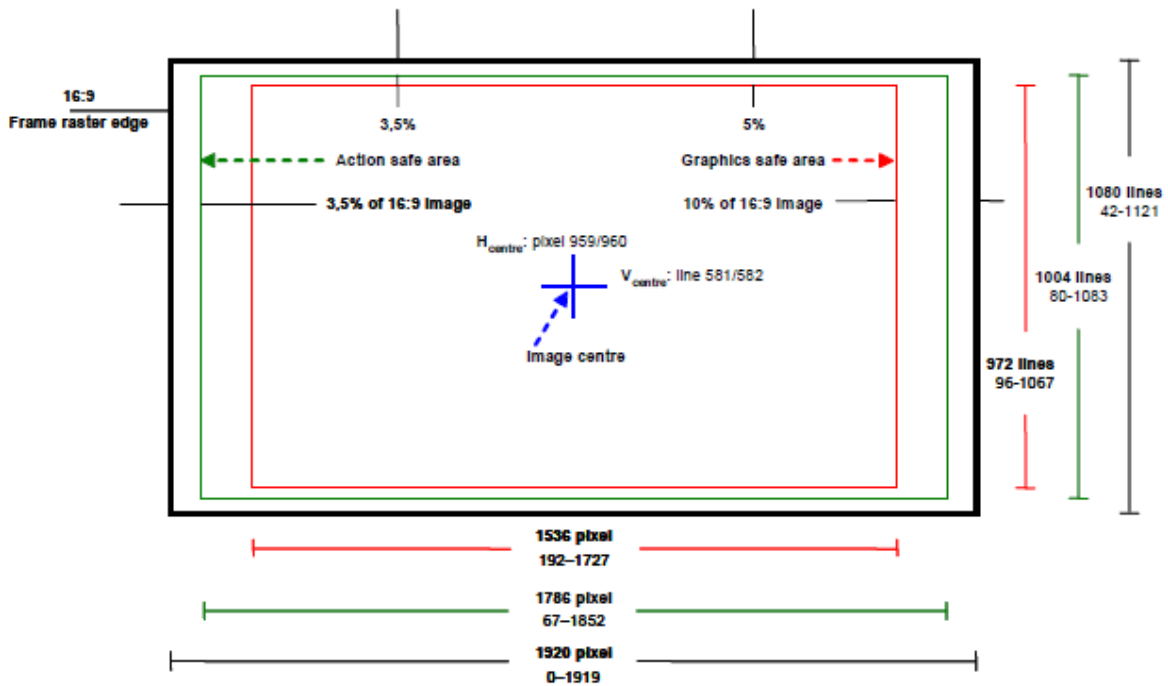 16:9
Frame raster edge
3,5%
5%
Action safe area
Graphics safe area
3,5% of 16:9 Image
10% of 16:9 Image
1080 lines
42-1121
Hcentre: pixel 959/960
Vcentre: line 581/582
1004 lines
80-1083
Image centre
972 lines
96-1067
1536 pixel
192–1727
1786 pixel
67–1852
1920 pixel
0–1919